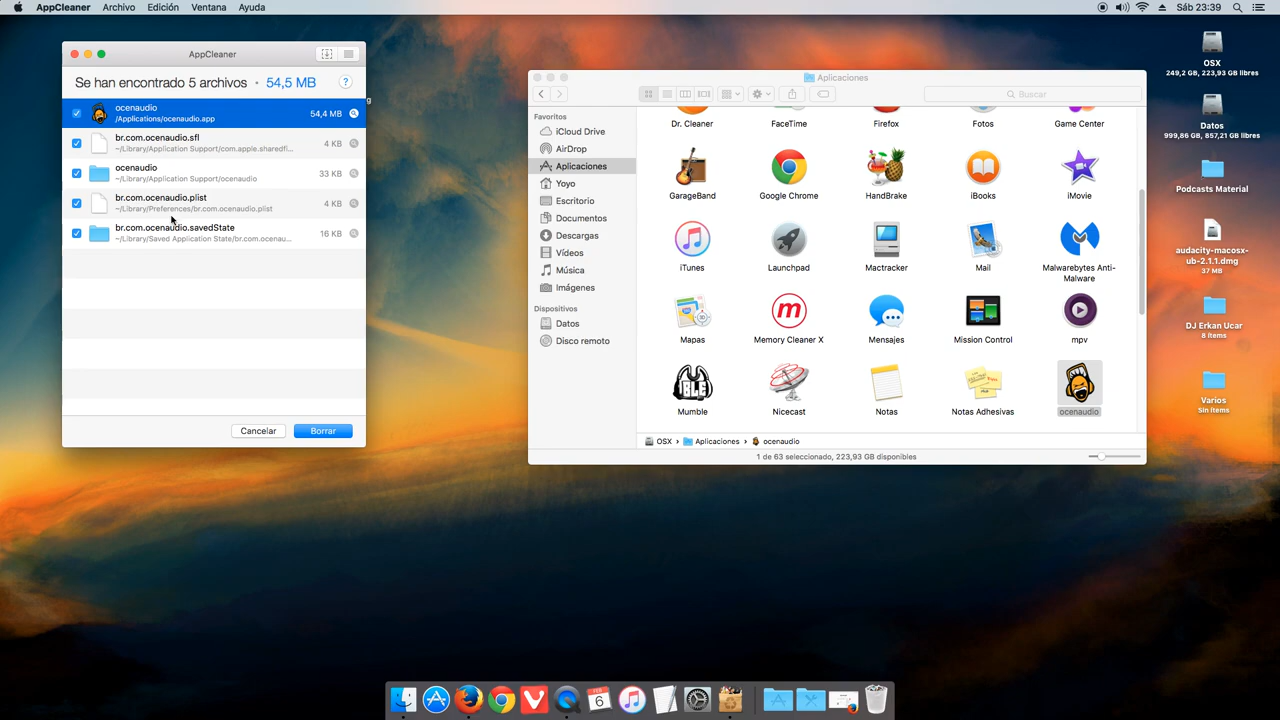 AppCleaner Archivo Edición Ventana Ayuda
Sáb 23:39
AppCleaner
Se han encontrado 5 archivos · 54,5 MB ?
ocenaudio
/Applications/ocenaudio.app
54,4 MB
br.com.ocenaudio.sfl
~/Library/Application Support/com.apple.sharedfi...
4 KB
ocenaudio
~/Library/Application Support/ocenaudio
33 KB
br.com.ocenaudio.plist
~/Library/Preferences/br.com.ocenaudio.plist
4 KB
br.com.ocenaudio.savedState
~/Library/Saved Application State/br.com.ocenau...
16 KB
Cancelar Borrar
Aplicaciones
Buscar
Favoritos
iCloud Drive
AirDrop
Aplicaciones
Yoyo
Escritorio
Documentos
Descargas
Vídeos
Música
Imágenes
Dispositivos
Datos
Disco remoto
Dr. Cleaner FaceTime Firefox Fotos Game Center
GarageBand Google Chrome HandBrake iBooks iMovie
iTunes Launchpad Mactracker Mail Malwarebytes Anti-
Malware
Mapas Memory Cleaner X Mensajes Mission Control mpv
Mumble Nicecast Notas Notas Adhesivas ocenaudio
OSX › Aplicaciones › ocenaudio
1 de 63 seleccionado, 223,93 GB disponibles
OSX
249,2 GB, 223,93 GB libres
Datos
999,86 GB, 857,21 GB libres
Podcasts Material
audacity-macosx-
ub-2.1.1.dmg
37 MB
DJ Erkan Ucar
8 ítems
Varios
Sin ítems
6